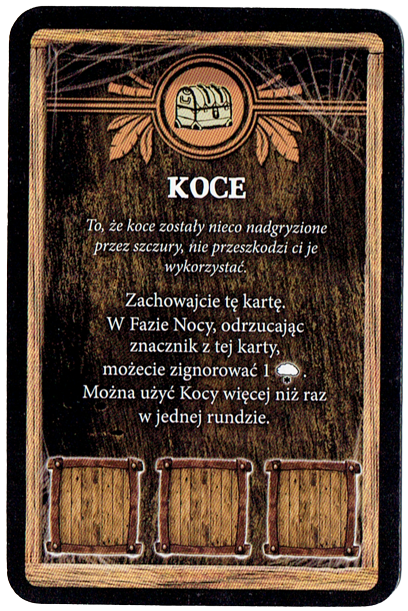 KOCE
To, że koce zostały nieco nadgryzione
przez szczury, nie przeszkodzi ci je
wykorzystać.
Zachowajcie tę kartę.
W Fazie Nocy, odrzucając
znacznik z tej karty,
możecie zignorować 1 .
Można użyć Kocy więcej niż raz
w jednej rundzie.